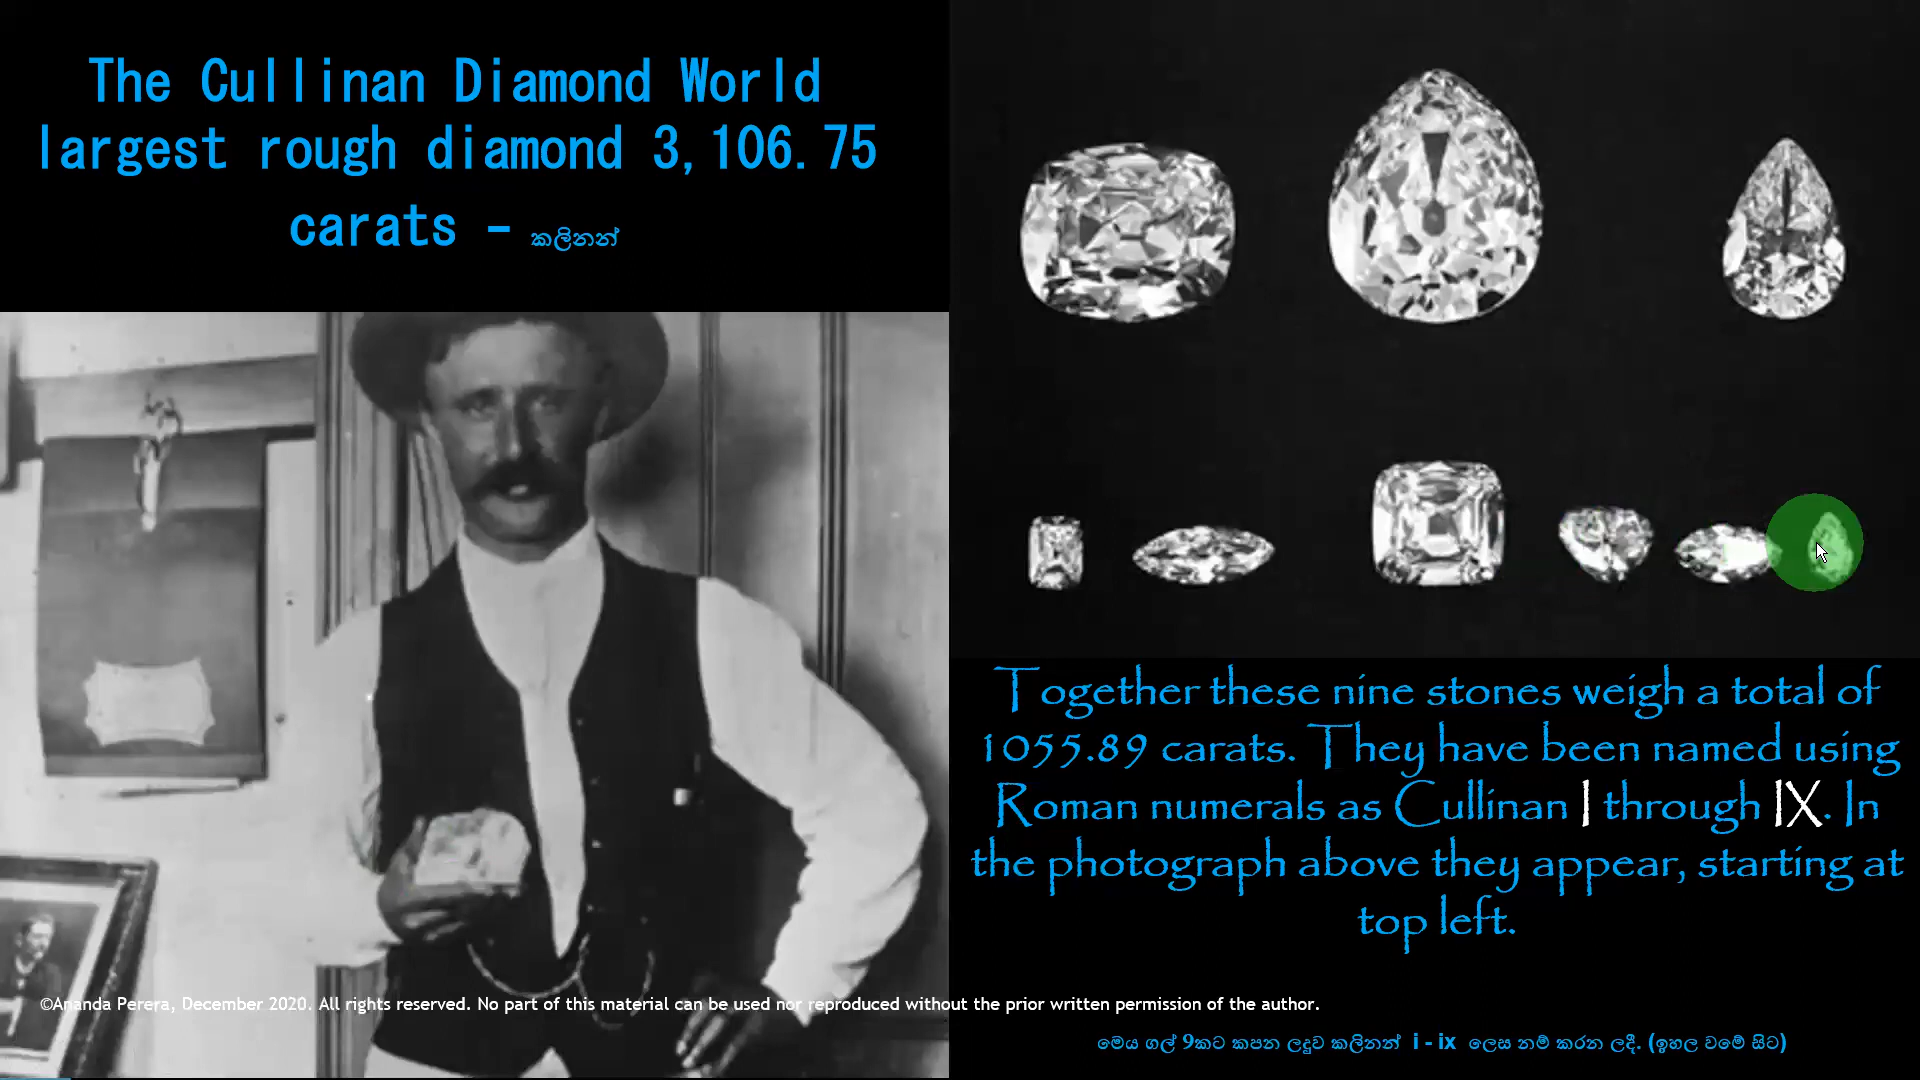 The Cullinan Diamond World
largest rough diamond 3,106.75
carats - කලිනන්
Together these nine stones weigh a total of
1055.89 carats. They have been named using
Roman numerals as Cullinan I through IX. In
the photograph above they appear, starting at
top left.
©Ananda Perera, December 2020. All rights reserved. No part of this material can be used nor reproduced without the prior written permission of the author.
මෙය ගල් 9කට කපන ලදුව කලිනන් i - ix ලෙස නම් කරන ලදී. (ඉහල වමේ සිට)